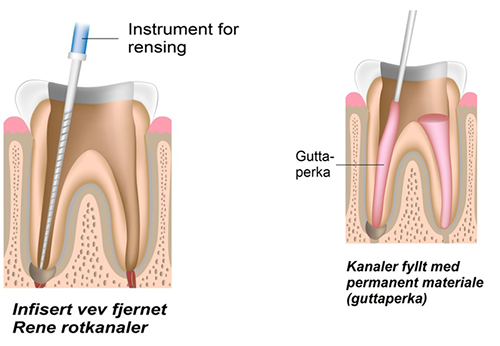 Instrument for
rensing
Infisert vev fjernet
Rene rotkanaler
Gutta-
perka
Kanaler fyllt med
permanent materiale
(guttaperka)